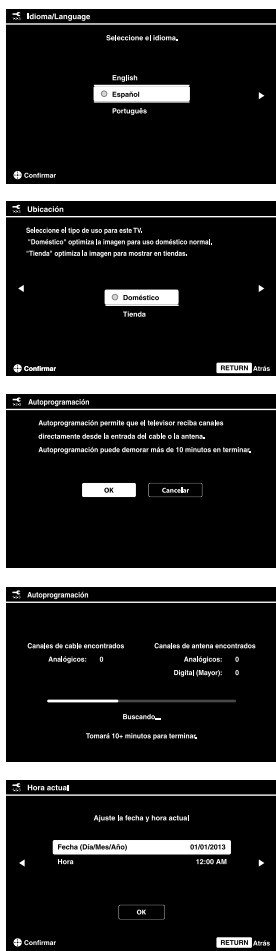 Idioma/Language
Seleccione el idioma.
English
Español
Português
Confirmar
Ubicación
Seleccione el tipo de uso para este TV.
"Doméstico" optimiza la imagen para uso doméstico normal.
"Tienda" optimiza la imagen para mostrar en tiendas.
Doméstico
Tienda
Confirmar RETURN Atrás
Autoprogramación
Autoprogramación permite que el televisor reciba canales
directamente desde la entrada del cable o la antena.
Autoprogramación puede demorar más de 10 minutos en terminar.
OK Cancelar
Autoprogramación
Canales de cable encontrados Canales de antena encontrados
Analógicos: 0 Analógicos: 0
Digital (Mayor): 0
Buscando...
Tomará 10+ minutos para terminar.
Hora actual
Ajuste la fecha y hora actual
Fecha (Día/Mes/Año) 01/01/2013
Hora 12:00 AM
OK
Confirmar RETURN Atrás